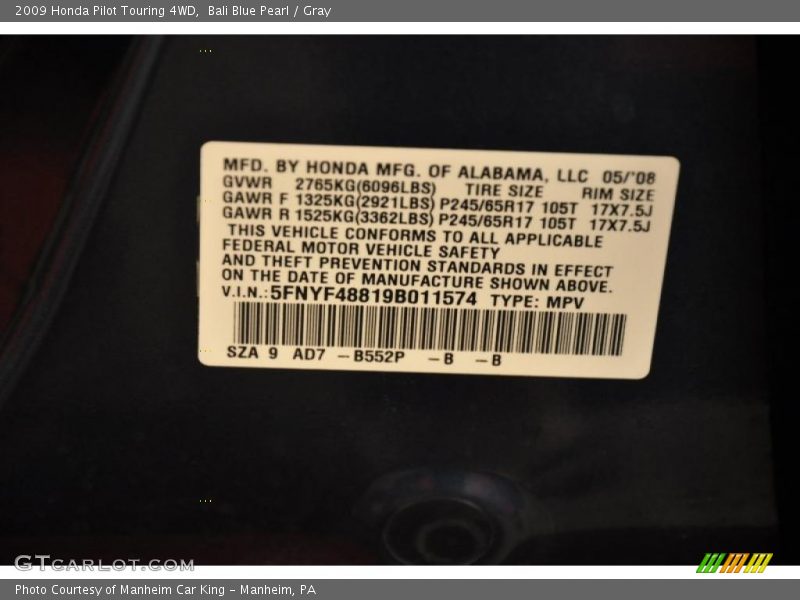 2009 Honda Pilot Touring 4WD,  Bali Blue Pearl / Gray
MFD. BY HONDA MFG. OF ALABAMA, LLC 05/'08
GVWR 2765KG(6096LBS) TIRE SIZE RIM SIZE
GAWR F 1325KG(2921LBS) P245/65R17 105T 17X7.5J
GAWR R 1525KG(3362LBS) P245/65R17 105T 17X7.5J
THIS VEHICLE CONFORMS TO ALL APPLICABLE
FEDERAL MOTOR VEHICLE SAFETY
AND THEFT PREVENTION STANDARDS IN EFFECT
ON THE DATE OF MANUFACTURE SHOWN ABOVE.
V.I.N.:5FNYF48819B011574 TYPE: MPV
SZA 9 AD7 -B552P -B -B
GTCARLOT.COM
Photo Courtesy of Manheim Car King - Manheim, PA